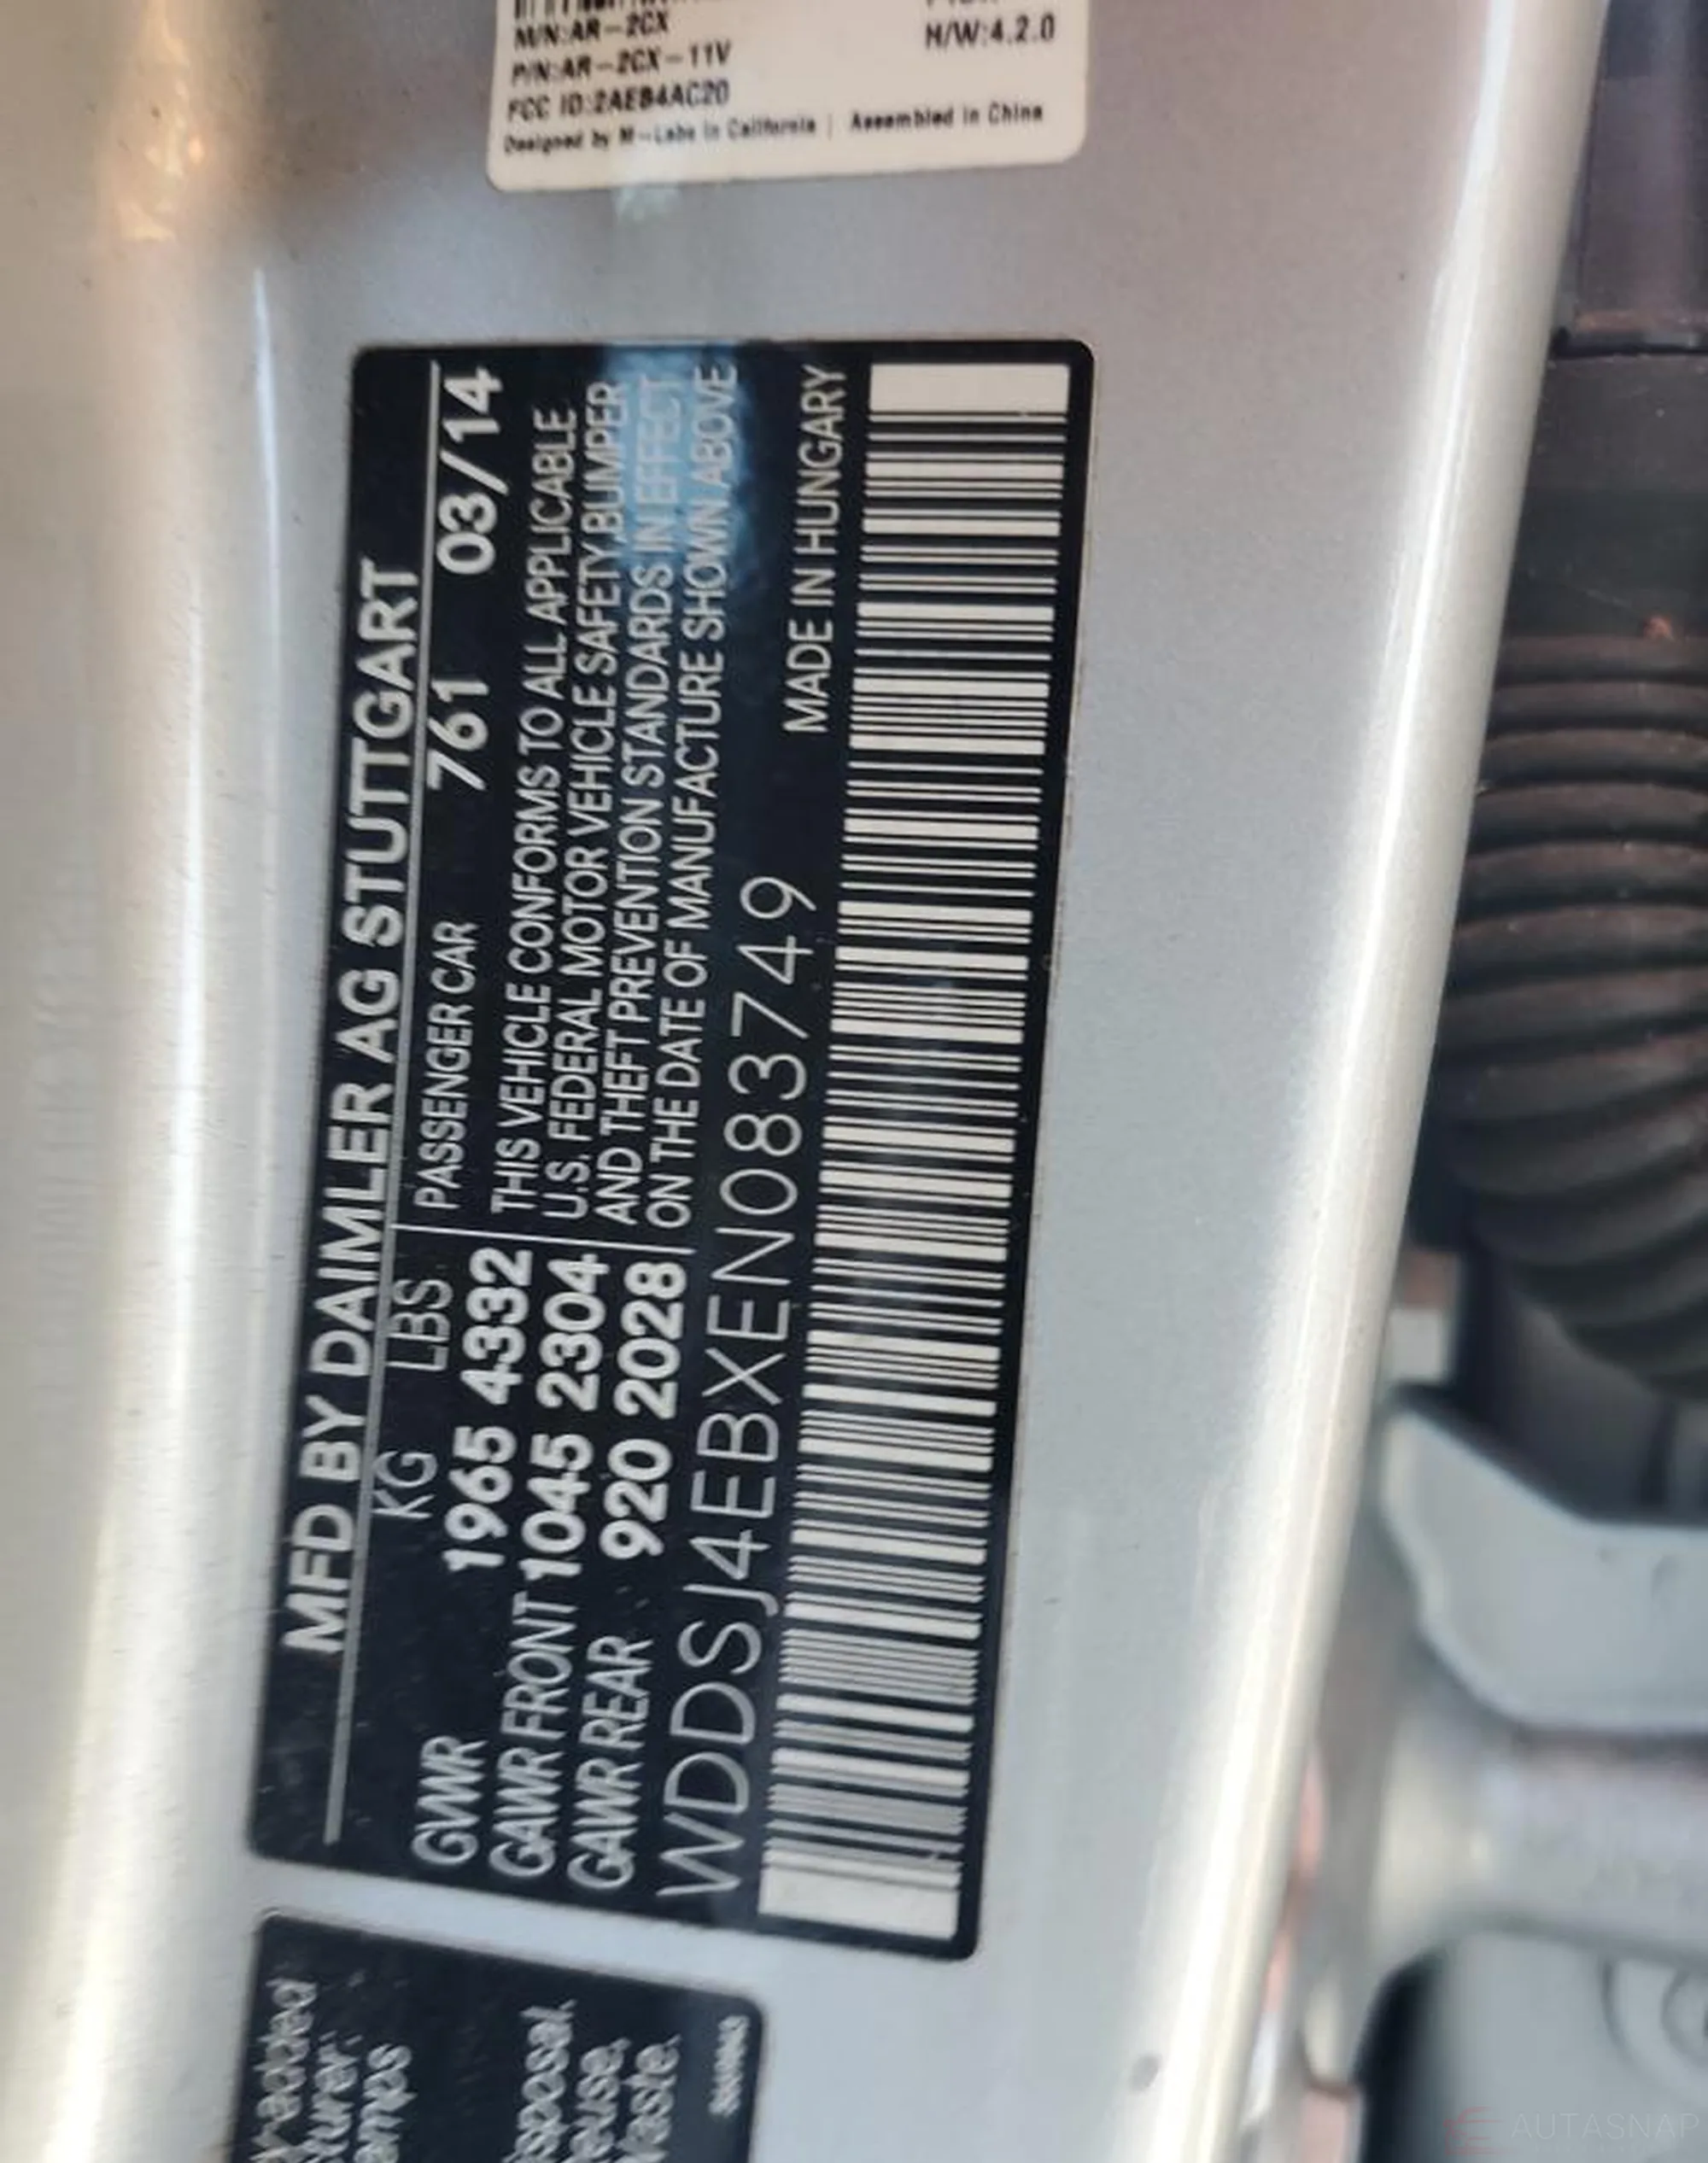 M/N:AR-2CX
P/N:AR-2CX-11V
H/W:4.2.0
FCC ID:2AEB4AC20
Designed by M-Labs in California | Assembled in China
MFD BY DAIMLER AG STUTTGART
KG LBS PASSENGER CAR 761 03/14
GVWR 1965 4332
GAWR FRONT 1045 2304
GAWR REAR 920 2028
THIS VEHICLE CONFORMS TO ALL APPLICABLE
U.S. FEDERAL MOTOR VEHICLE SAFETY, BUMPER
AND THEFT PREVENTION STANDARDS IN EFFECT
ON THE DATE OF MANUFACTURE SHOWN ABOVE
WDDSJ4EBXEN083749
MADE IN HUNGARY
AUTASNAP